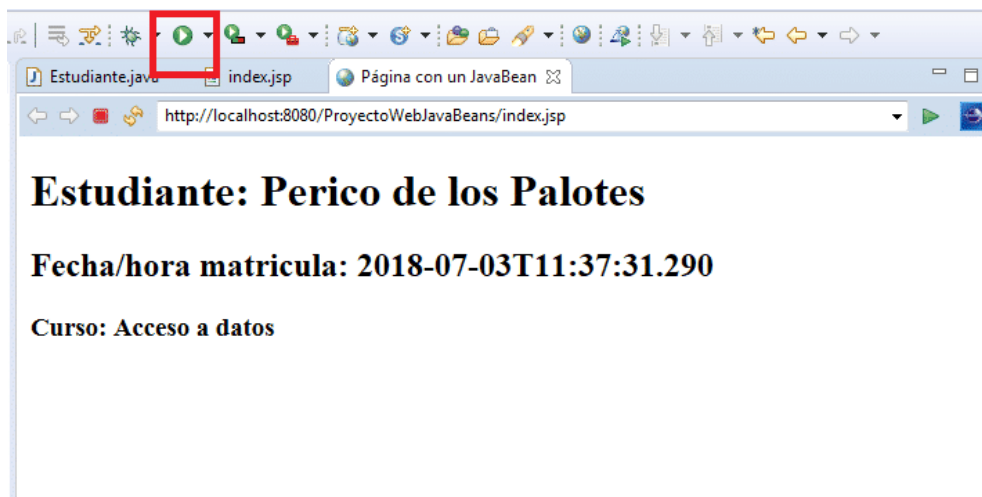 Estudiante.java index.jsp Página con un JavaBean
http://localhost:8080/ProyectoWebJavaBeans/index.jsp
Estudiante: Perico de los Palotes
Fecha/hora matricula: 2018-07-03T11:37:31.290
Curso: Acceso a datos